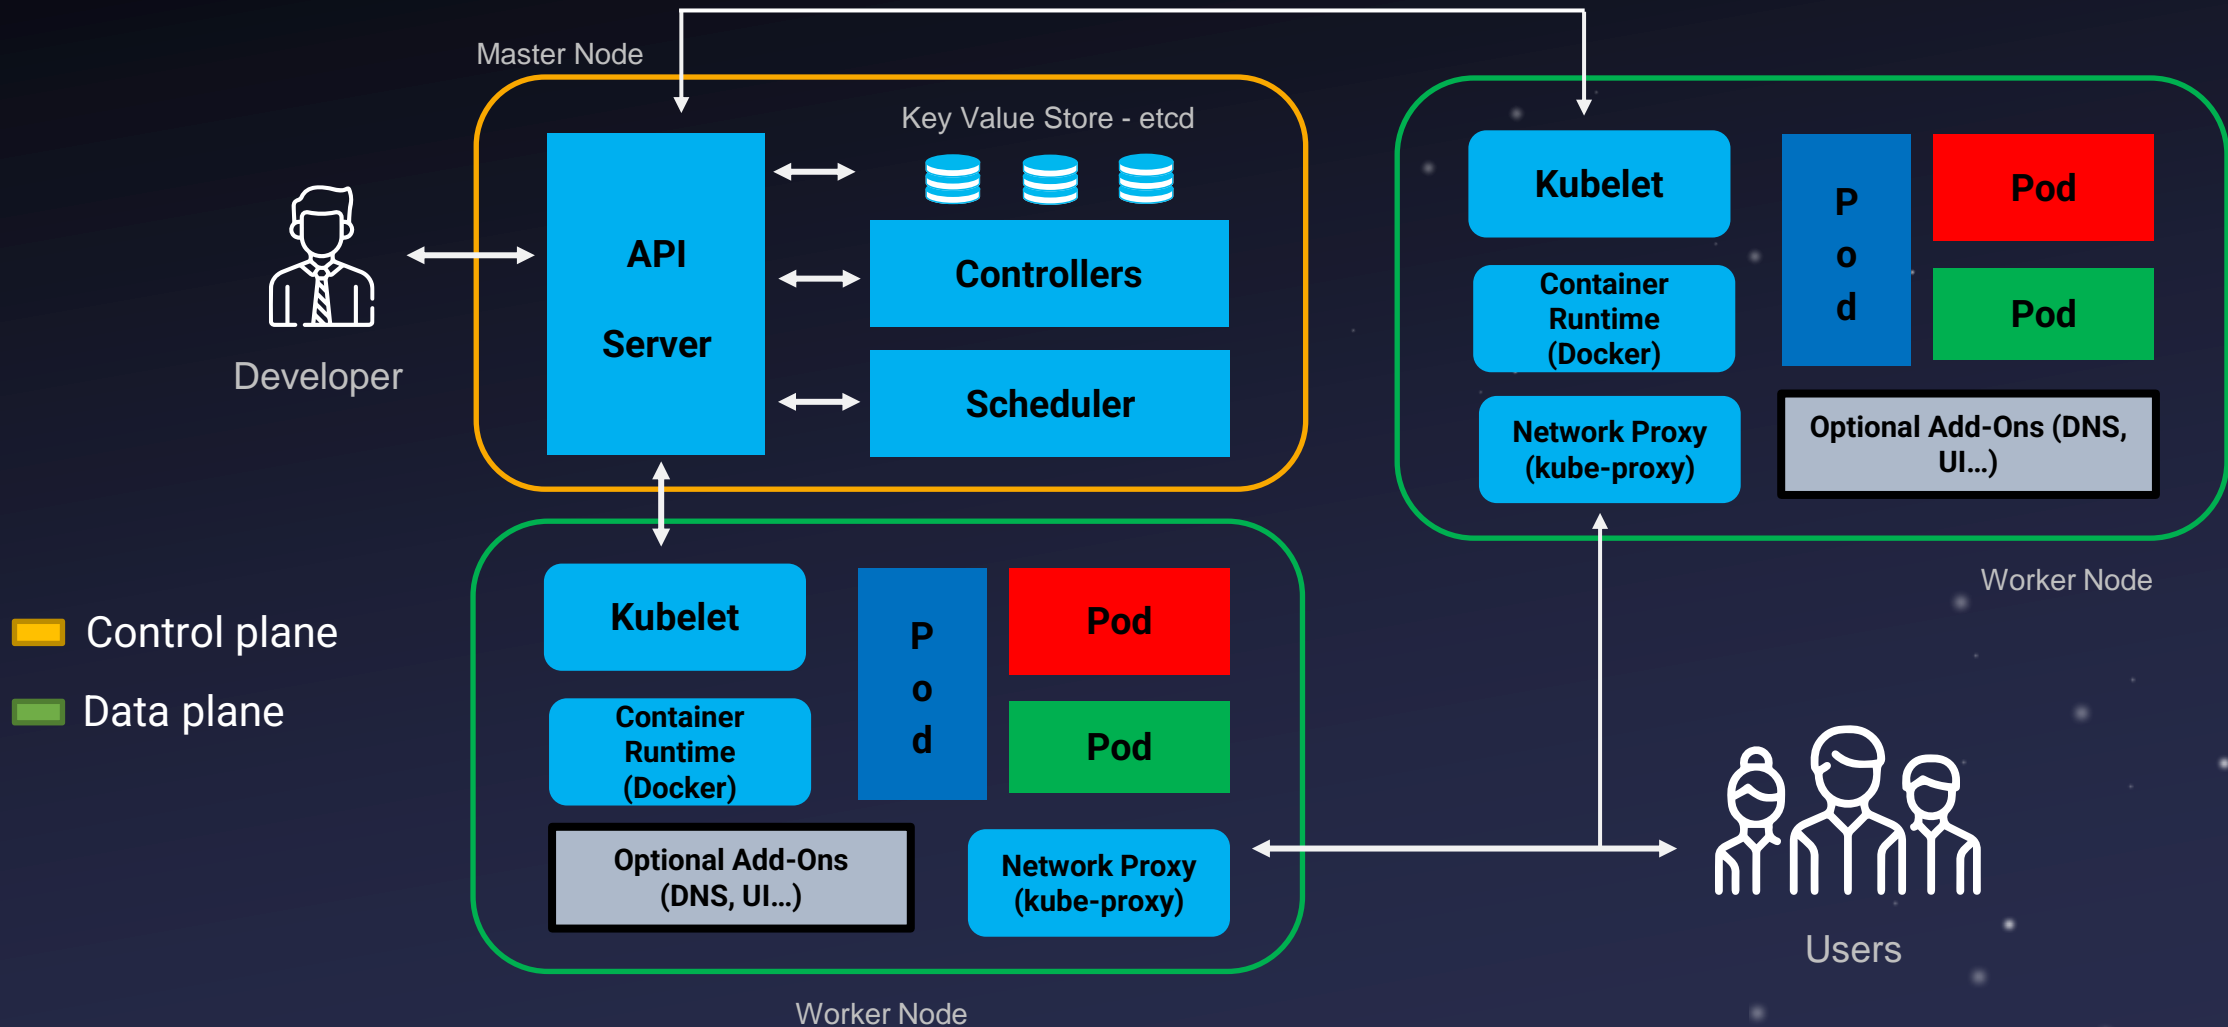 Master Node
Key Value Store - etcd
API
Server
Controllers
Scheduler
Developer
Kubelet
Container
Runtime
(Docker)
Network Proxy
(kube-proxy)
P
o
d
Pod
Pod
Optional Add-Ons (DNS,
UI...)
Worker Node
Control plane
Data plane
Kubelet
Container
Runtime
(Docker)
P
o
d
Pod
Pod
Optional Add-Ons
(DNS, UI...)
Network Proxy
(kube-proxy)
Worker Node
Users